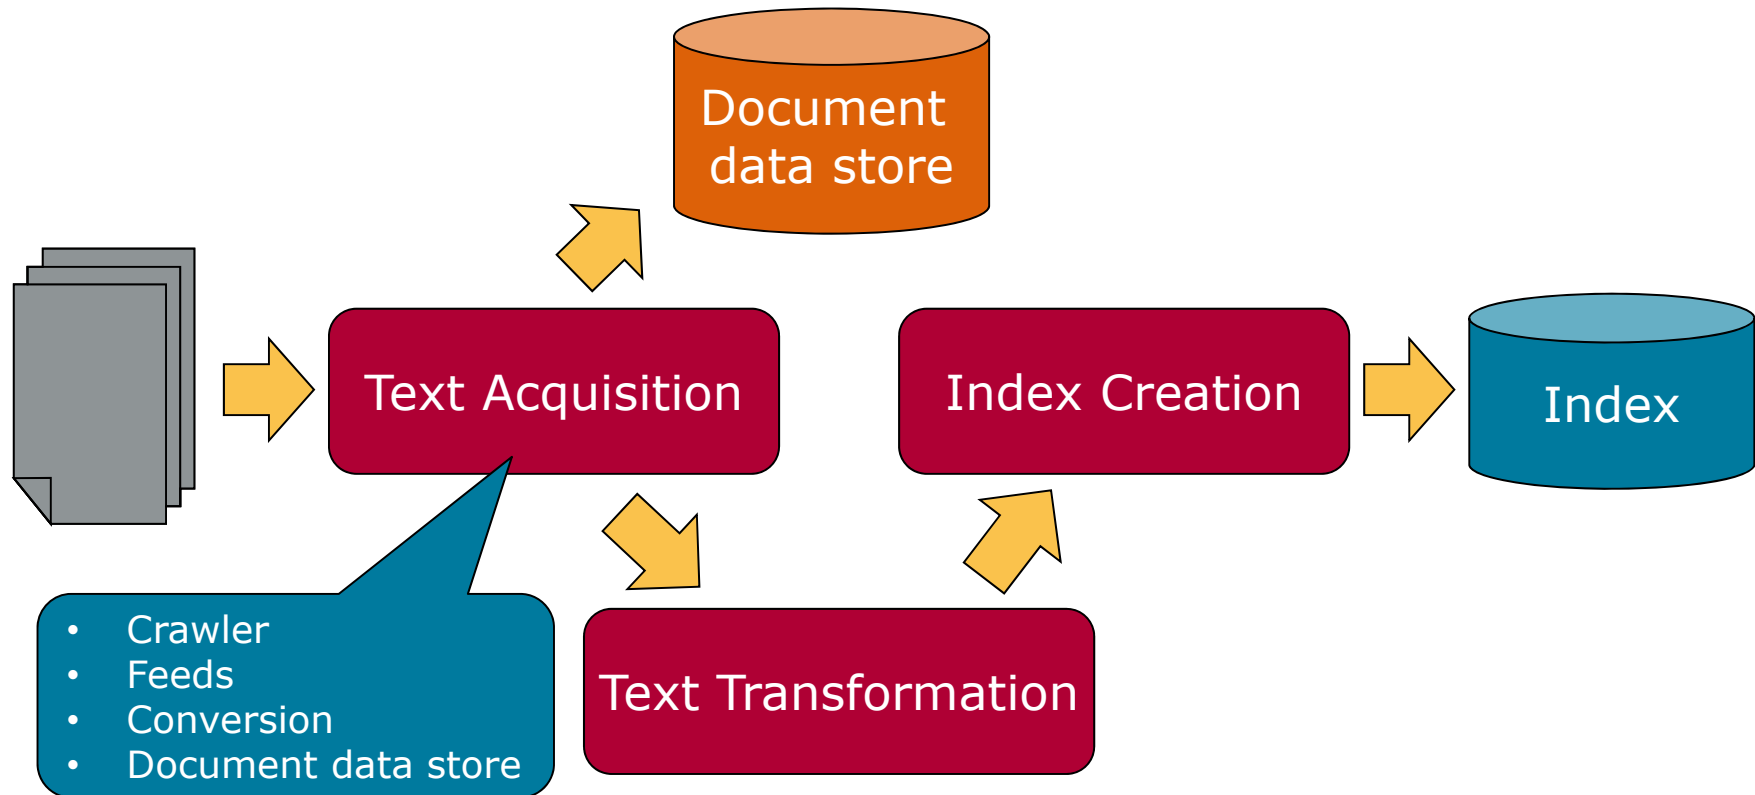 Document
data store
Text Acquisition
Index Creation
Index
• Crawler
• Feeds
• Conversion
• Document data store
Text Transformation